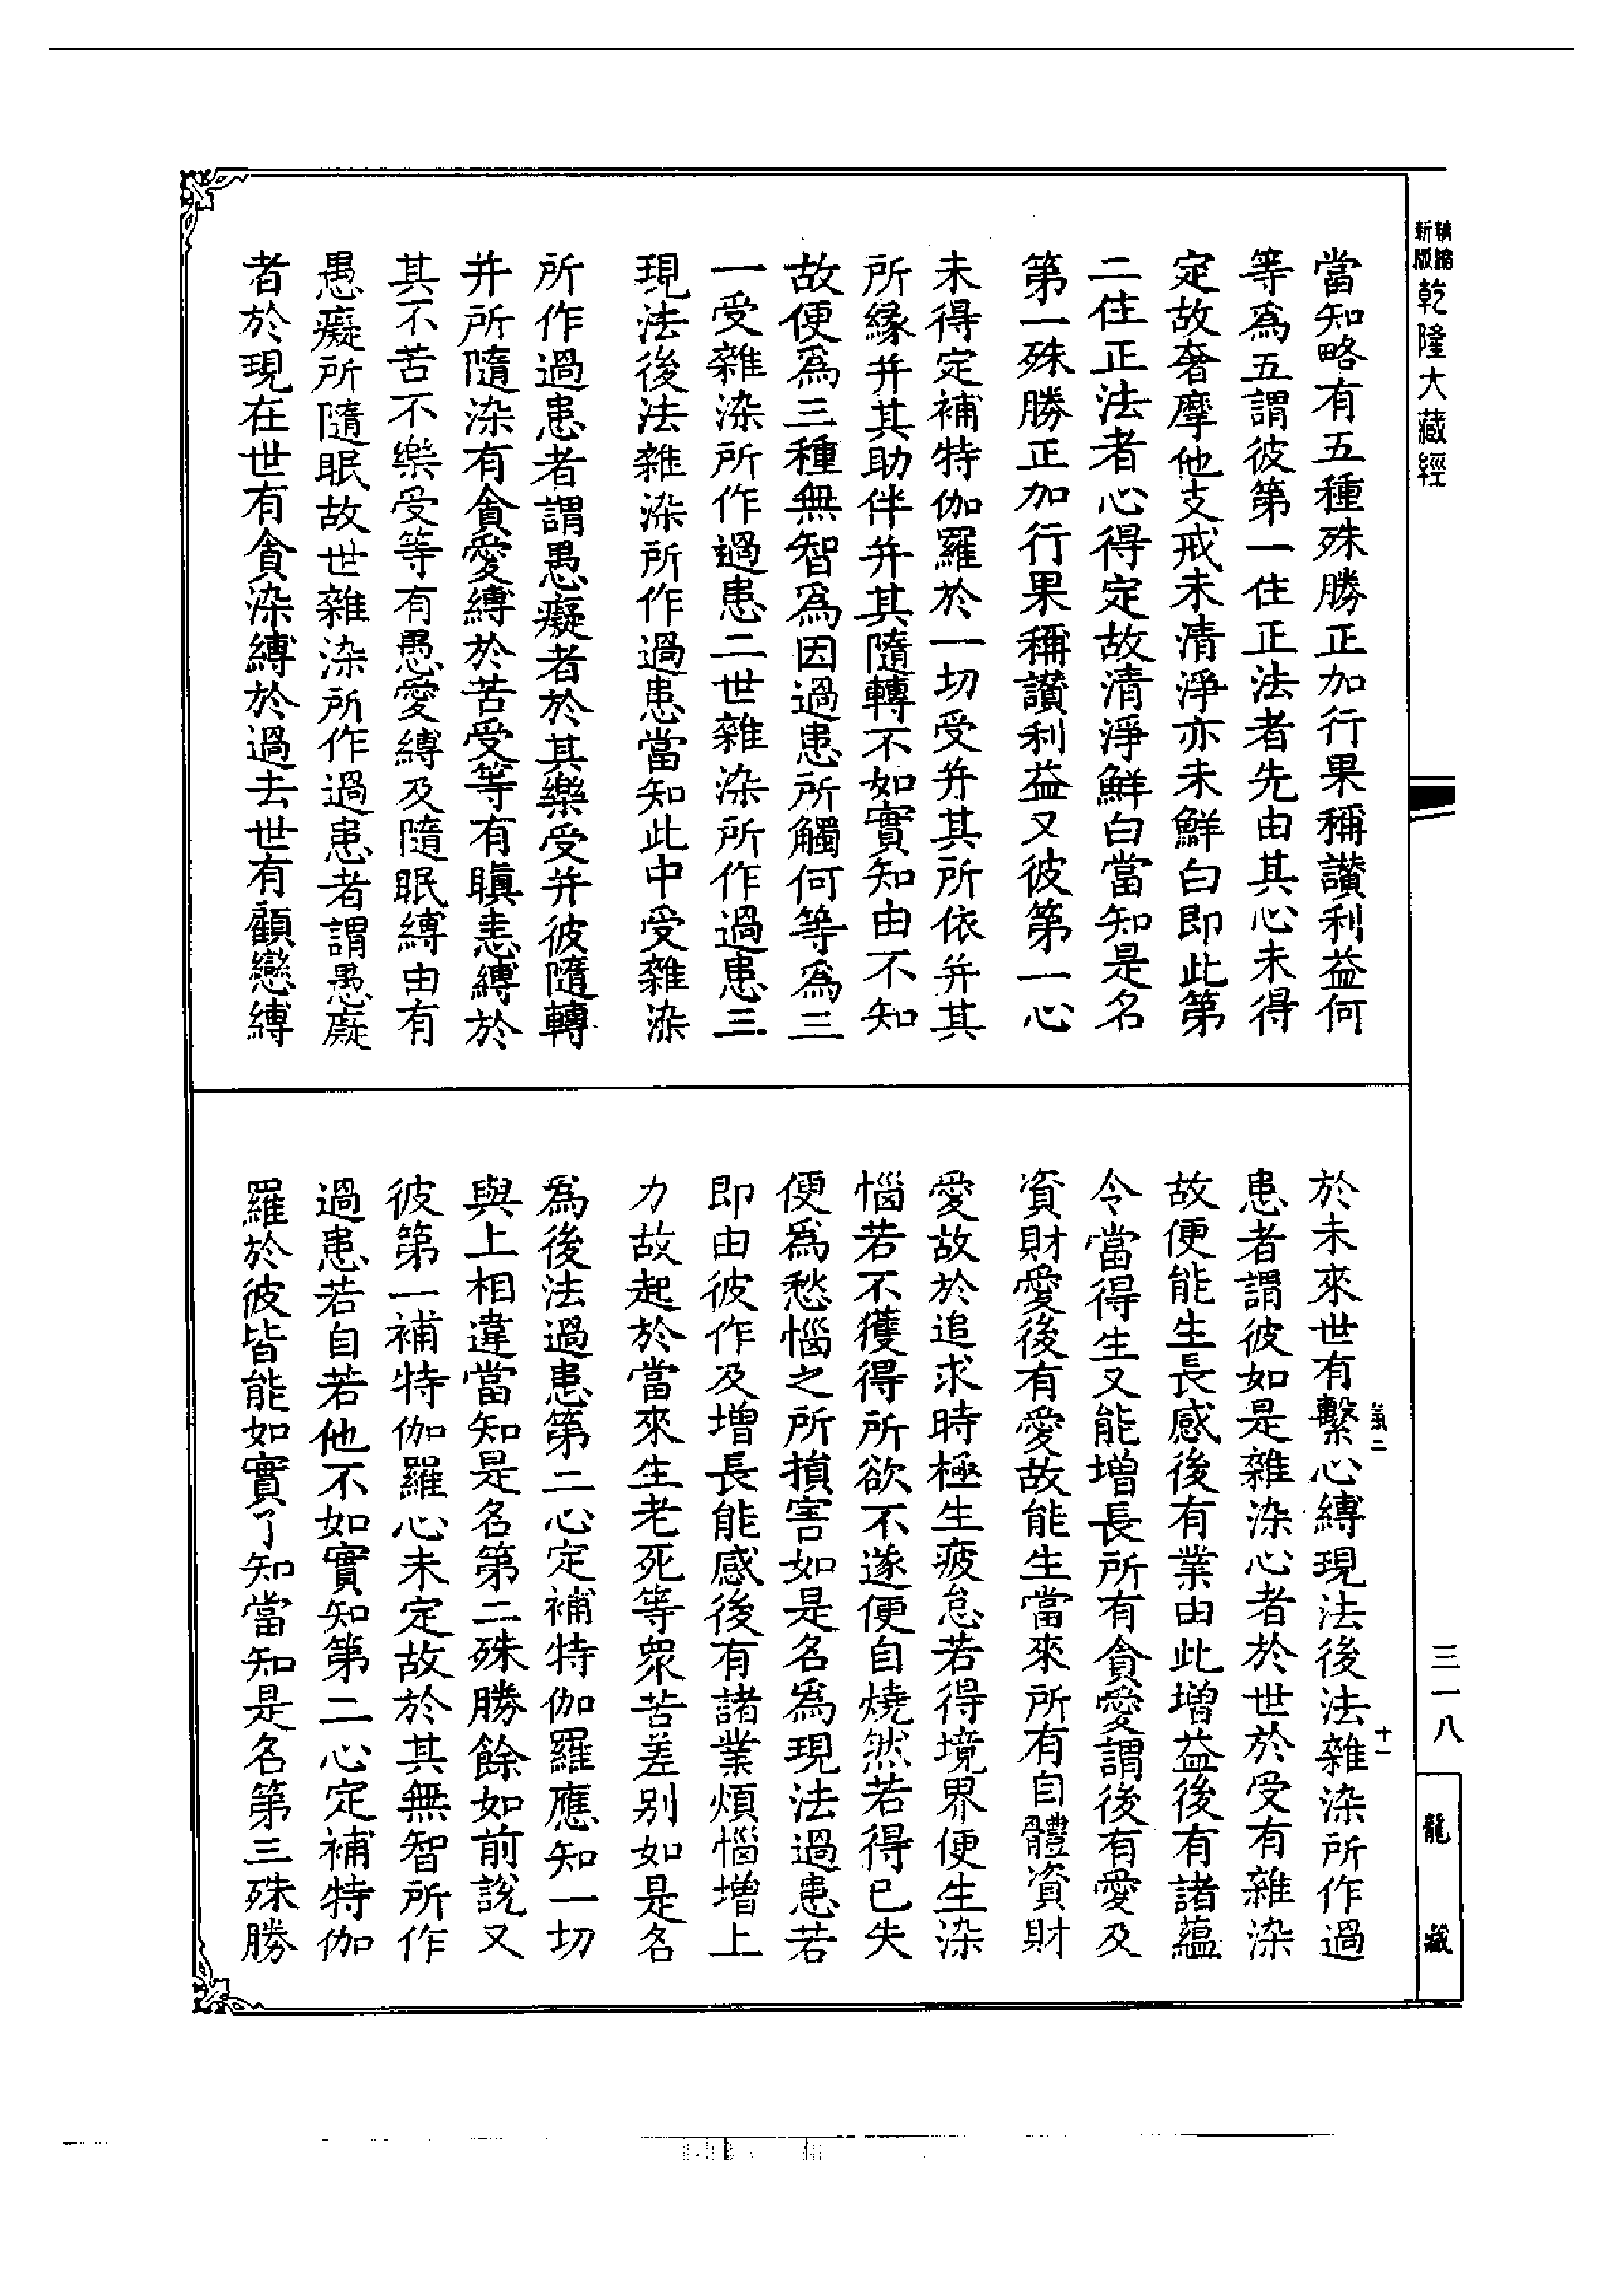 精縮新版乾隆大藏經
當知略有五種殊勝正加行果稱讃利益何
等為五謂彼第一住正法者先由其心未得
定故奢摩他支戒未清淨亦未鮮白即此第
二住正法者心得定故清淨鮮白當知是名
第一殊勝正加行果稱讃利益又彼第一心
未得定補特伽羅於一切受并其所依并其
所緣并其助伴并其隨轉不如實知由不知
故便為三種無智為因過患所觸何等為三
一受雜染所作過患二世雜染所作過患三
現法後法雜染所作過患當知此中受雜染
所作過患者謂愚癡者於其樂受并彼隨轉
并所隨染有貪愛縛於苦受等有瞋恚縛於
其不苦不樂受等有愚愛縛及隨眠縛由有
愚癡所隨眠故世雜染所作過患者謂愚癡
者於現在世有貪染縛於過去世有顧戀縛
於未來世有繫心縛現法後法雜染所作過
患者謂彼如是雜染心者於世於受有雜染
故便能生長感後有業由此增益後有諸蘊
令當得生又能增長所有貪愛謂後有愛及
資財愛後有愛故能生當來所有自體資財
愛故於追求時極生疲怠若得境界便生染
惱若不獲得所欲不遂便自燒然若得已失
便為愁惱之所損害如是名為現法過患若
即由彼作及增長能感後有諸業煩惱增上
力故起於當來生老死等眾苦差別如是名
為後法過患第二心定補特伽羅應知一切
與上相違當知是名第二殊勝餘如前說又
彼第一補特伽羅心未定故於其無智所作
過患若自若他不如實知第二心定補特伽
羅於彼皆能如實了知當知是名第三殊勝
十一
三一八
龍藏